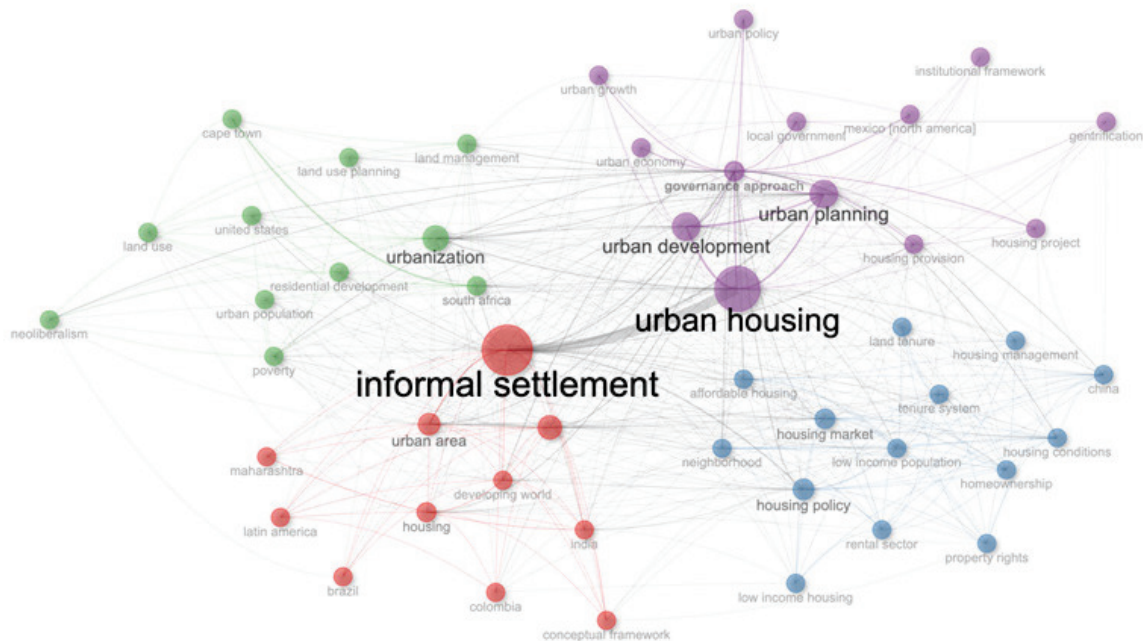 urban policy
institutional framework
urban growth
cape town
local government
mexico [north america]
gentrification
land management
urban economy
land use planning
governance approach
urban planning
united states
land use
urban development
housing project
urbanization
housing provision
residential development
south africa
urban population
urban housing
neoliberalism
land tenure
housing management
poverty
informal settlement
affordable housing
china
tenure system
urban area
housing market
housing conditions
maharashtra
neighborhood
low income population
developing world
homeownership
housing policy
latin america
housing
india
rental sector
property rights
brazil
colombia
low income housing
conceptual framework